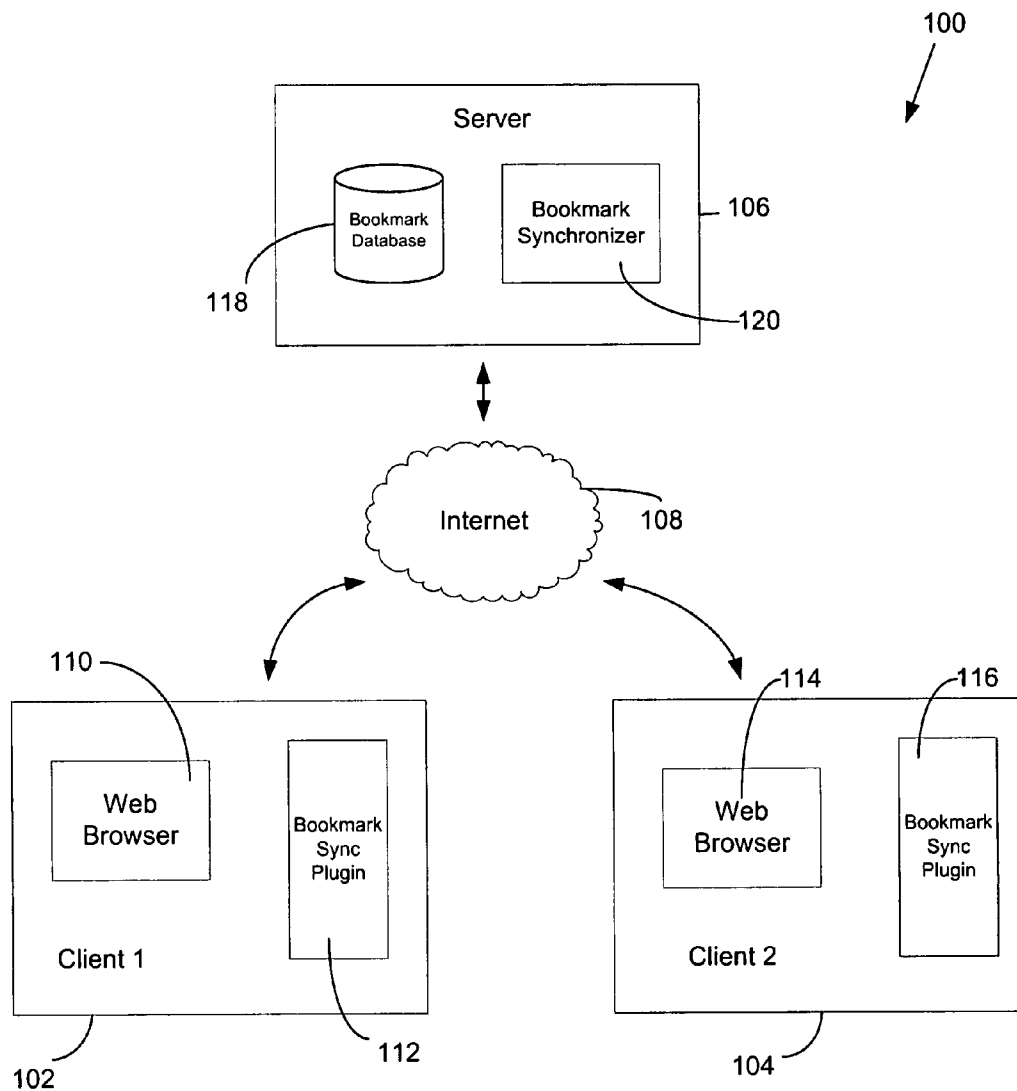 100
Server
Bookmark
Database
Bookmark
Synchronizer
106
118
120
Internet
108
110
114
116
Web
Browser
Bookmark
Sync
Plugin
Client 1
Web
Browser
Bookmark
Sync
Plugin
Client 2
102
112
104